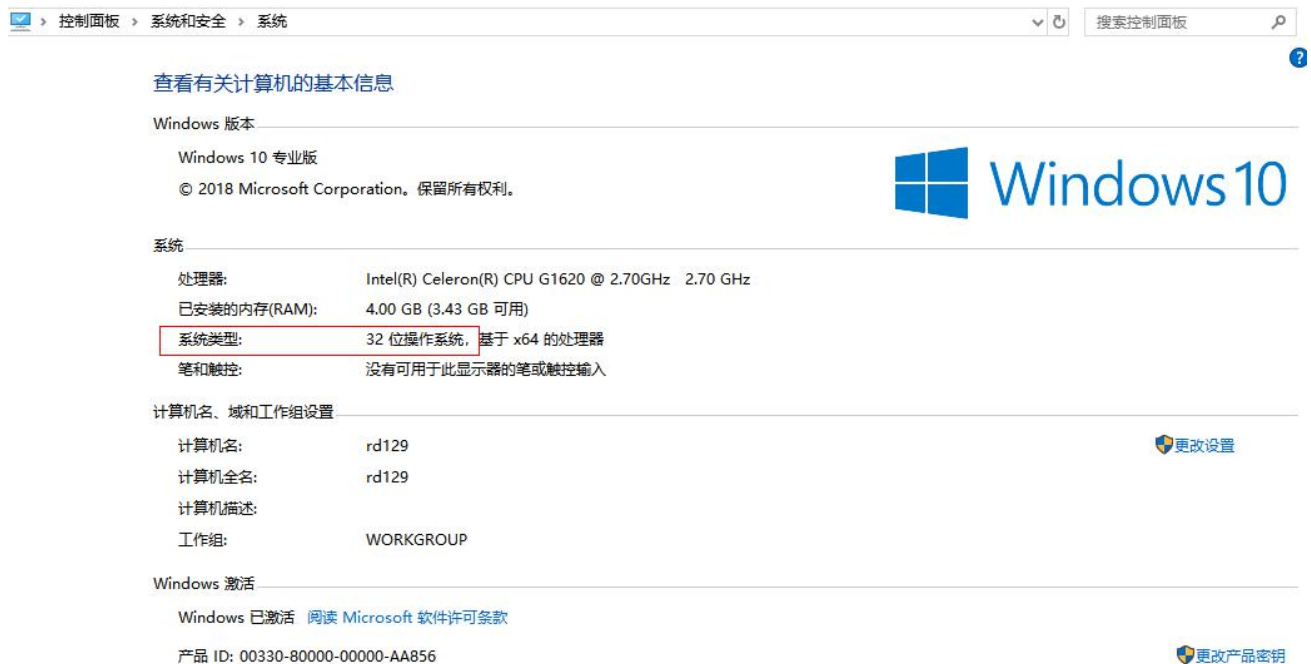 控制面板 › 系统和安全 › 系统
搜索控制面板
?
查看有关计算机的基本信息
Windows 版本
Windows 10 专业版
© 2018 Microsoft Corporation。保留所有权利。
Windows 10
系统
处理器: Intel(R) Celeron(R) CPU G1620 @ 2.70GHz 2.70 GHz
已安装的内存(RAM): 4.00 GB (3.43 GB 可用)
系统类型: 32 位操作系统，基于 x64 的处理器
笔和触控: 没有可用于此显示器的笔或触控输入
计算机名、域和工作组设置
计算机名: rd129
更改设置
计算机全名: rd129
计算机描述:
工作组: WORKGROUP
Windows 激活
Windows 已激活 阅读 Microsoft 软件许可条款
产品 ID: 00330-80000-00000-AA856
更改产品密钥